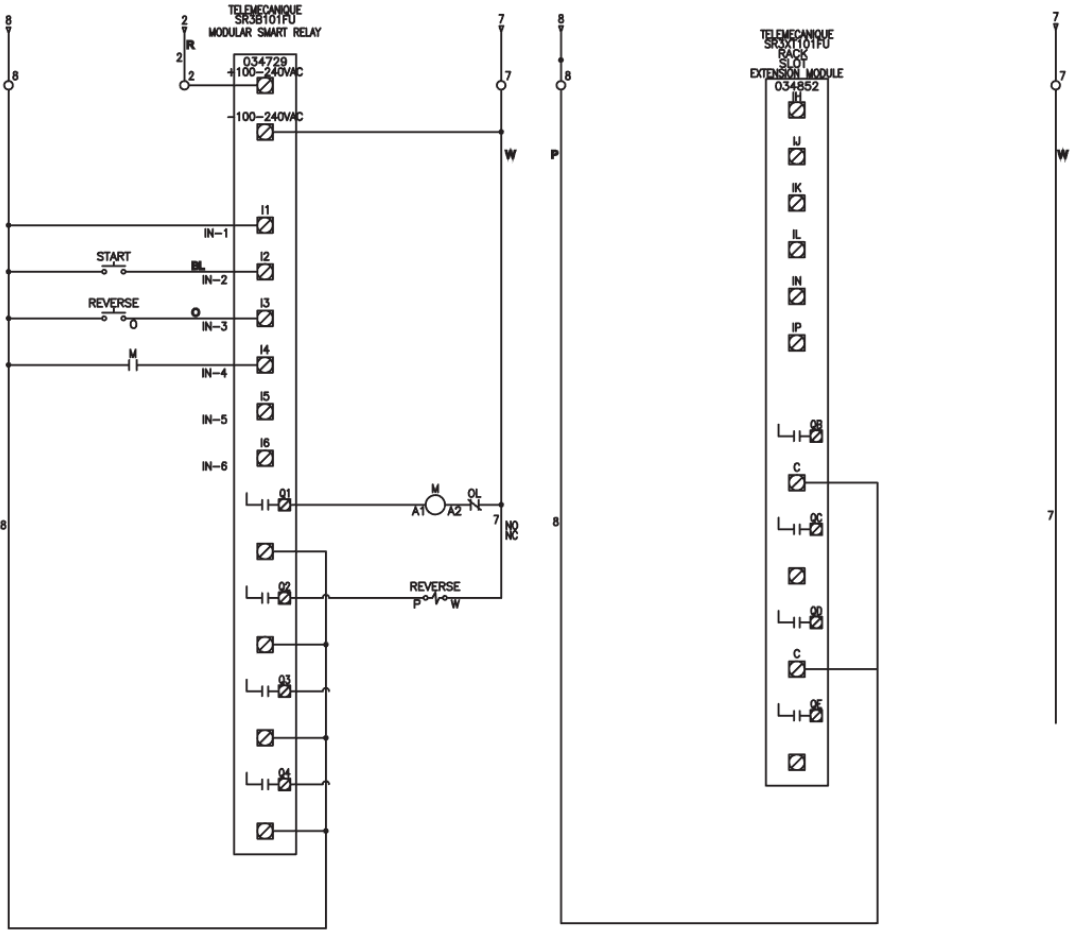 8
2
TELEMECANIQUE
SR3B101FU
MODULAR SMART RELAY
7
8
7
R
2
TELEMECANIQUE
SR3XT101FU
RACK
SLOT
EXTENSION MODULE
034729
+100-240VAC
8
2
7
8
7
034852
IH
-100-240VAC
W
P
IJ
W
IK
I1
IN-1
IL
START
BL
I2
IN-2
IN
REVERSE
O
O
I3
IN-3
IP
M
I4
IN-4
I5
IN-5
QB
I6
IN-6
C
Q1
M
A1
A2
OL
7
NO
NC
8
8
QC
7
Q2
REVERSE
P
W
QD
C
Q3
QE
Q4